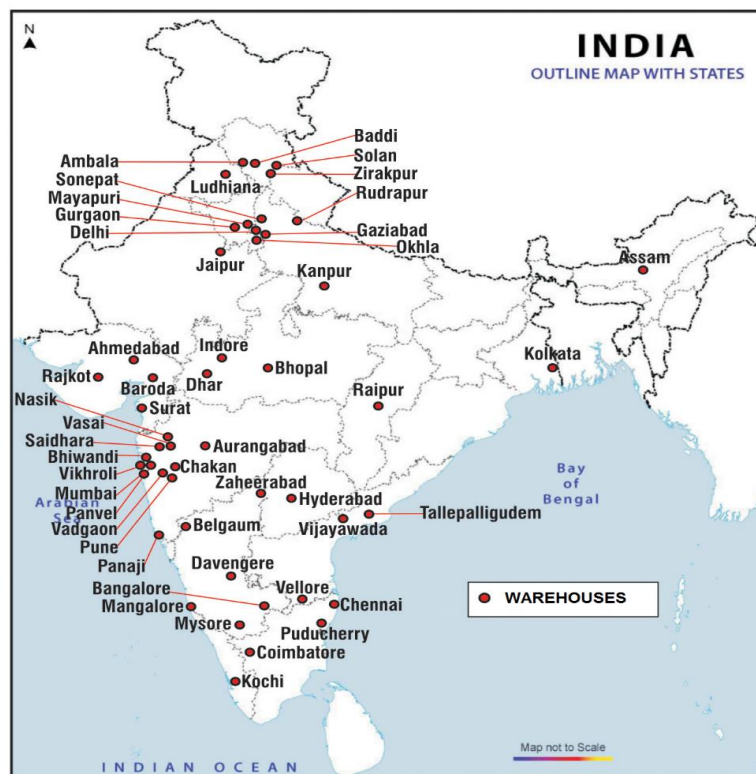 N
INDIA
OUTLINE MAP WITH STATES
Baddi
Ambala
Solan
Sonepat
Ludhiana
Zirakpur
Mayapuri
Rudrapur
Gurgaon
Delhi
Gaziabad
Okhla
Jaipur
Kanpur
Assam
Ahmedabad
Indore
Kolkata
Rajkot
Bhopal
Baroda
Dhar
Raipur
Nasik
Surat
Vasai
Saidhara
Aurangabad
Bhiwandi
Chakan
Vikhroli
Zaheerabad
Bay
of
Bengal
Mumbai
Hyderabad
Arabian
Sea
Panvel
Tallepalligudem
Vadgaon
Belgaum
Vijayawada
Pune
Panaji
Davengere
Bangalore
Vellore
Mangalore
Chennai
WAREHOUSES
Mysore
Puducherry
Coimbatore
Kochi
Map not to Scale
INDIAN OCEAN